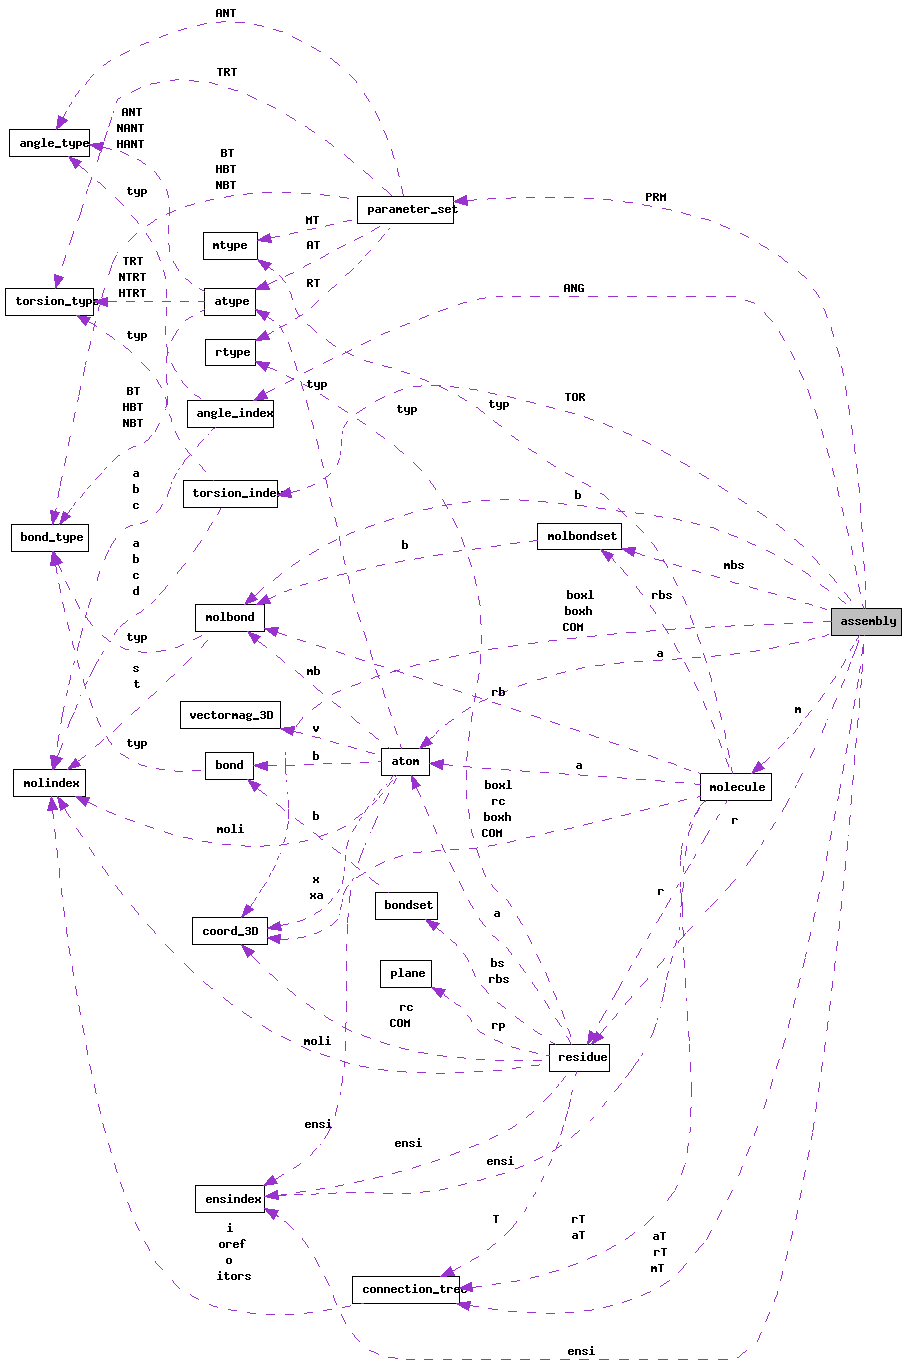 ANT
TRT
ANT
NANT
HANT
angle_type
BT
HBT
NBT
typ
PRM
parameter_set
MT
mtype
AT
TRT
NTRT
HTRT
RT
ANG
torsion_type
atype
typ
rtype
typ
BT
HBT
NBT
angle_index
typ
typ
TOR
a
b
c
torsion_index
b
bond_type
molbondset
a
b
c
d
b
mbs
rbs
boxl
boxh
COM
molbond
assembly
typ
s
t
mb
a
rb
vectormag_3D
m
v
typ
bond
b
atom
a
molindex
molecule
boxl
rc
boxh
COM
moli
b
r
x
xa
bondset
r
a
coord_3D
bs
rbs
plane
rc
COM
rp
moli
residue
ensi
ensi
ensi
ensindex
i
oref
o
itors
T
rT
aT
aT
rT
mT
connection_tree
ensi